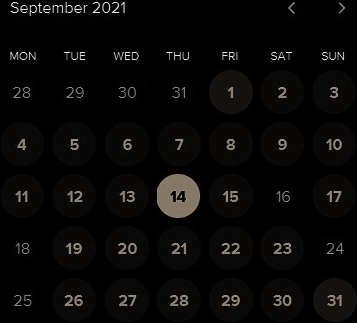 September 2021
MON TUE WED THU FRI SAT SUN
28 29 30 31 1 2 3
4 5 6 7 8 9 10
11 12 13 14 15 16 17
18 19 20 21 22 23 24
25 26 27 28 29 30 31